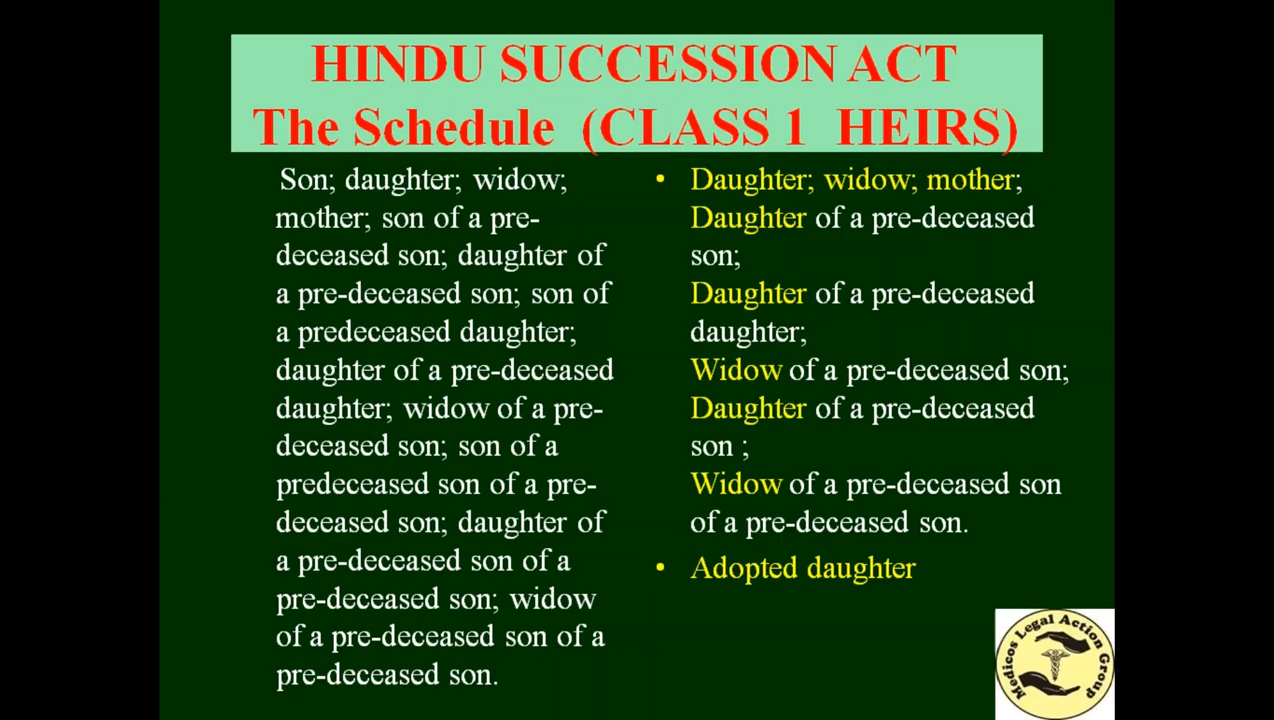 HINDU SUCCESSION ACT
The Schedule (CLASS 1 HEIRS)
Son; daughter; widow;
mother; son of a pre-
deceased son; daughter of
a pre-deceased son; son of
a predeceased daughter;
daughter of a pre-deceased
daughter; widow of a pre-
deceased son; son of a
predeceased son of a pre-
deceased son; daughter of
a pre-deceased son of a
pre-deceased son; widow
of a pre-deceased son of a
pre-deceased son.
• Daughter; widow; mother;
Daughter of a pre-deceased
son;
Daughter of a pre-deceased
daughter;
Widow of a pre-deceased son;
Daughter of a pre-deceased
son ;
Widow of a pre-deceased son
of a pre-deceased son.
• Adopted daughter
Medicos Legal Action Group